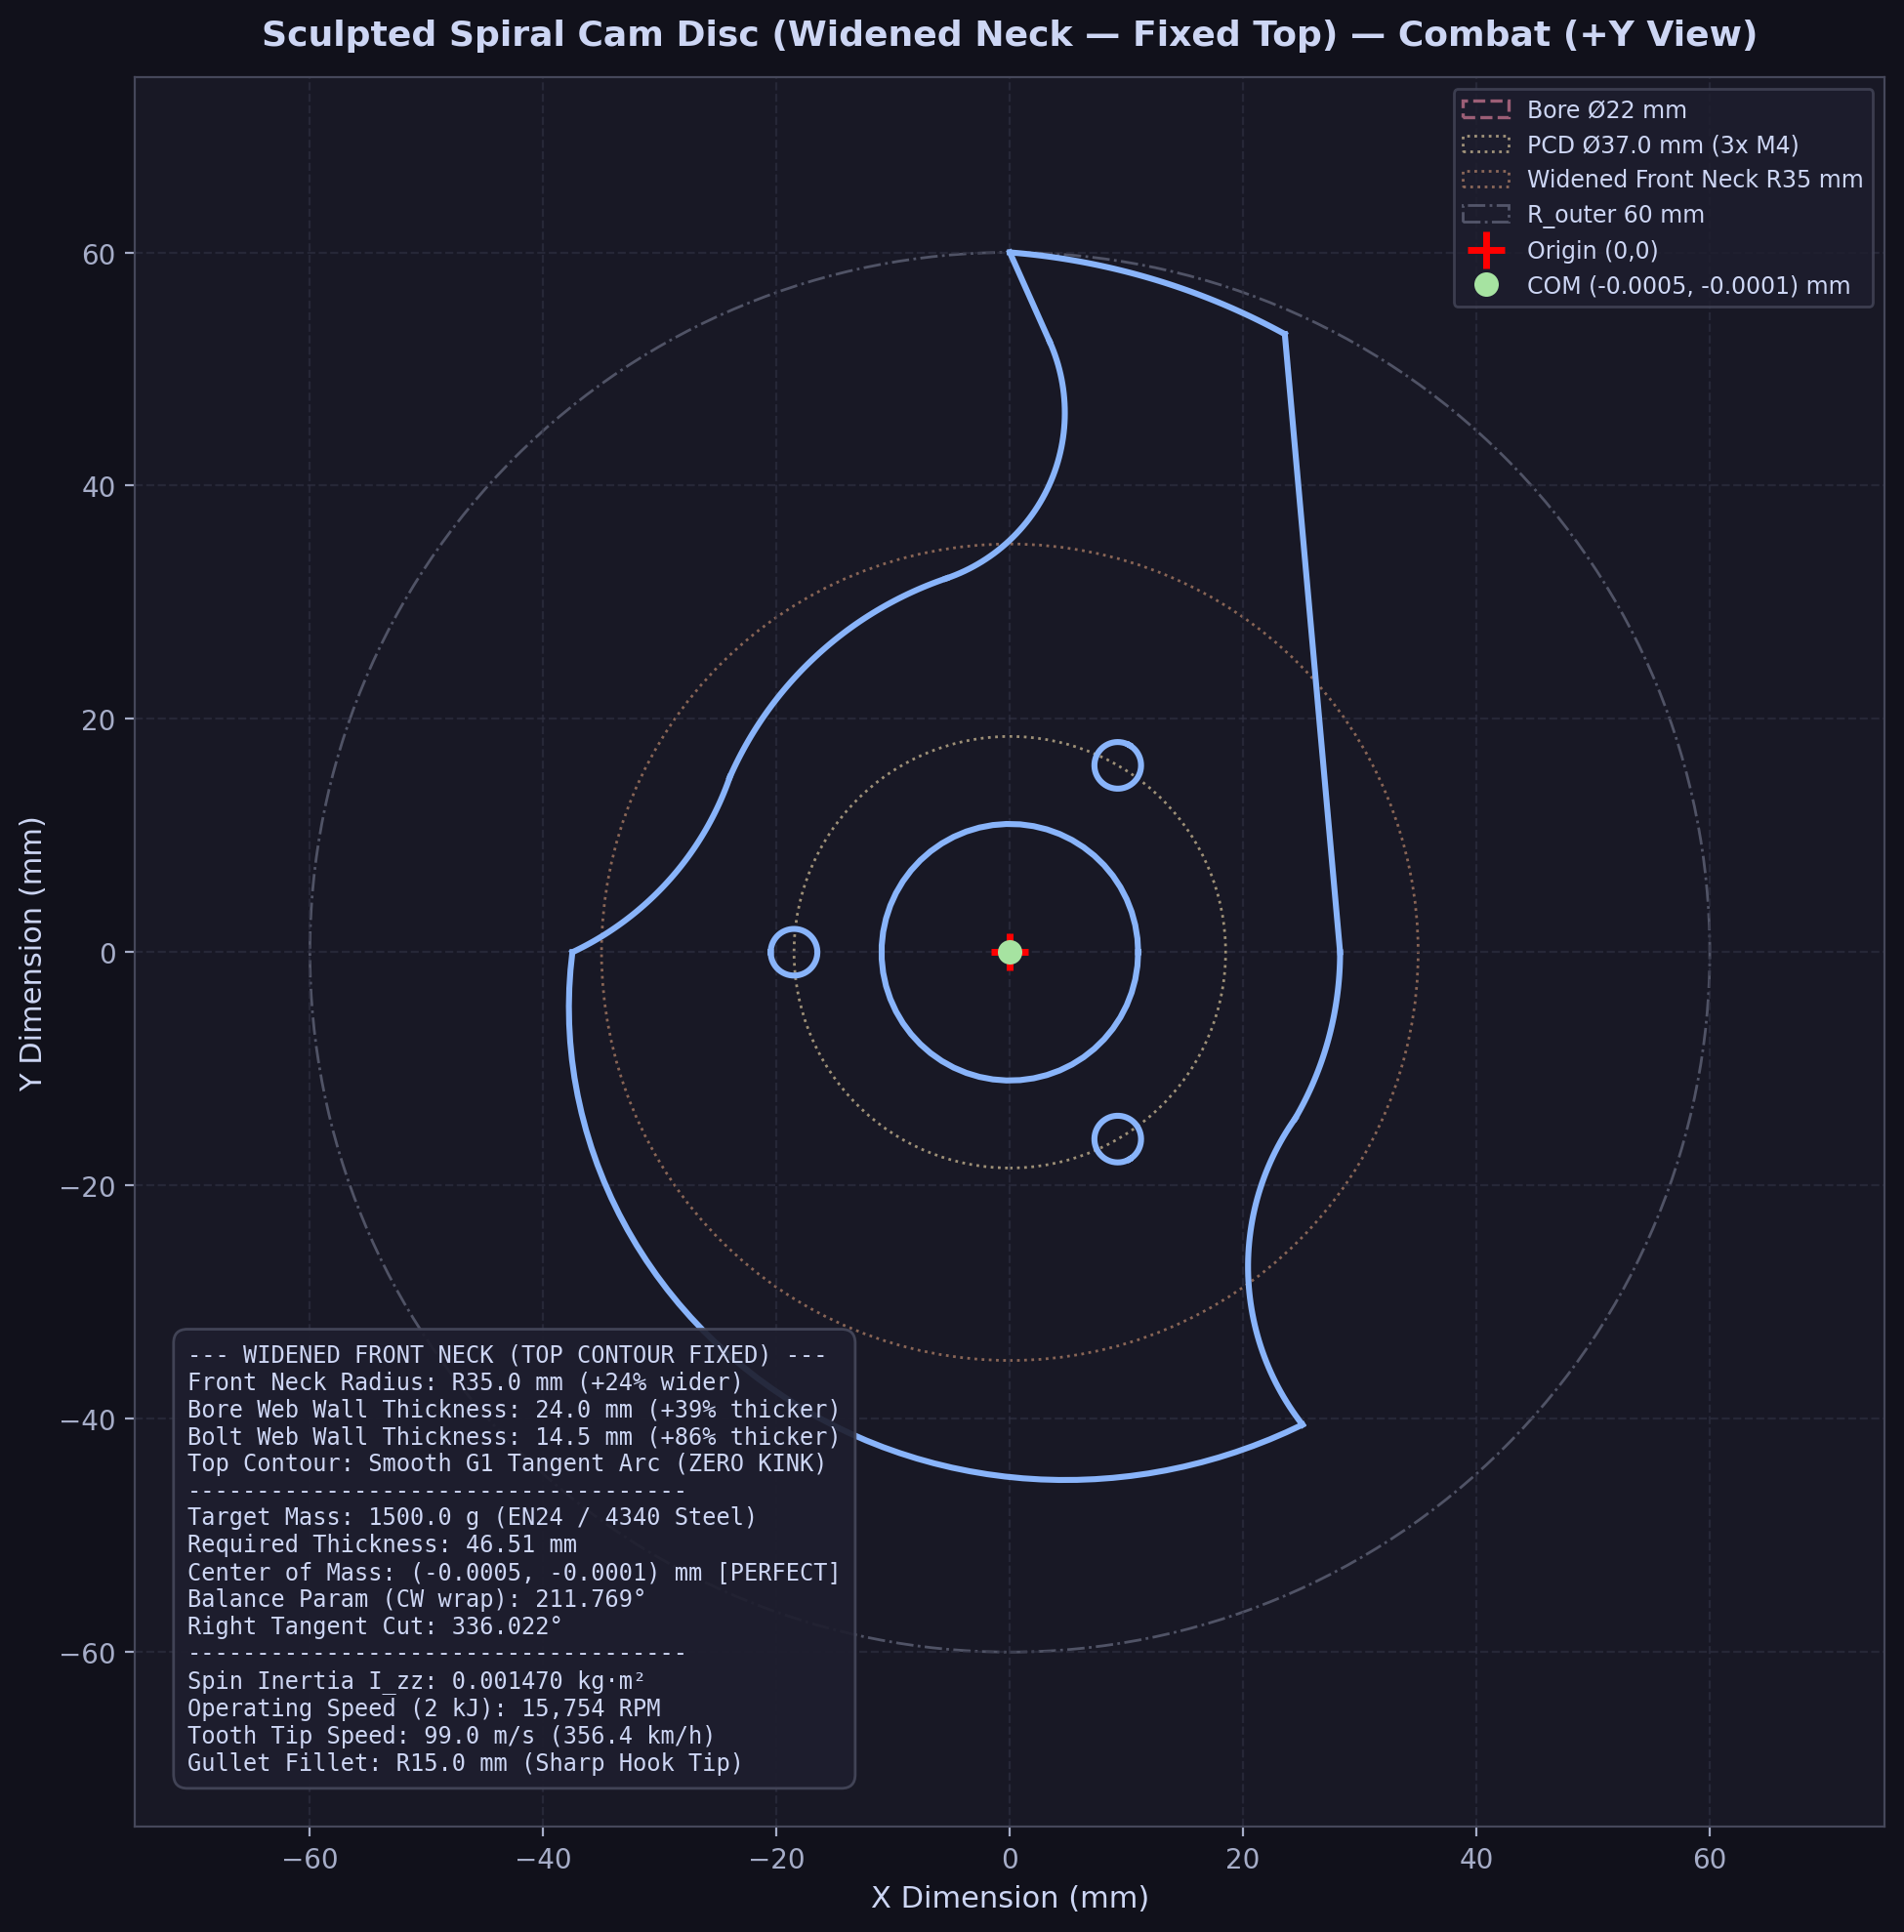 Sculpted Spiral Cam Disc (Widened Neck — Fixed Top) — Combat (+Y View)
Bore Ø22 mm
PCD Ø37.0 mm (3x M4)
Widened Front Neck R35 mm
R_outer 60 mm
Origin (0,0)
COM (-0.0005, -0.0001) mm
Y Dimension (mm)
60
40
20
0
−20
−40
−60
--- WIDENED FRONT NECK (TOP CONTOUR FIXED) ---
Front Neck Radius: R35.0 mm (+24% wider)
Bore Web Wall Thickness: 24.0 mm (+39% thicker)
Bolt Web Wall Thickness: 14.5 mm (+86% thicker)
Top Contour: Smooth G1 Tangent Arc (ZERO KINK)
------------------------------------
Target Mass: 1500.0 g (EN24 / 4340 Steel)
Required Thickness: 46.51 mm
Center of Mass: (-0.0005, -0.0001) mm [PERFECT]
Balance Param (CW wrap): 211.769°
Right Tangent Cut: 336.022°
------------------------------------
Spin Inertia I_zz: 0.001470 kg·m²
Operating Speed (2 kJ): 15,754 RPM
Tooth Tip Speed: 99.0 m/s (356.4 km/h)
Gullet Fillet: R15.0 mm (Sharp Hook Tip)
−60 −40 −20 0 20 40 60
X Dimension (mm)